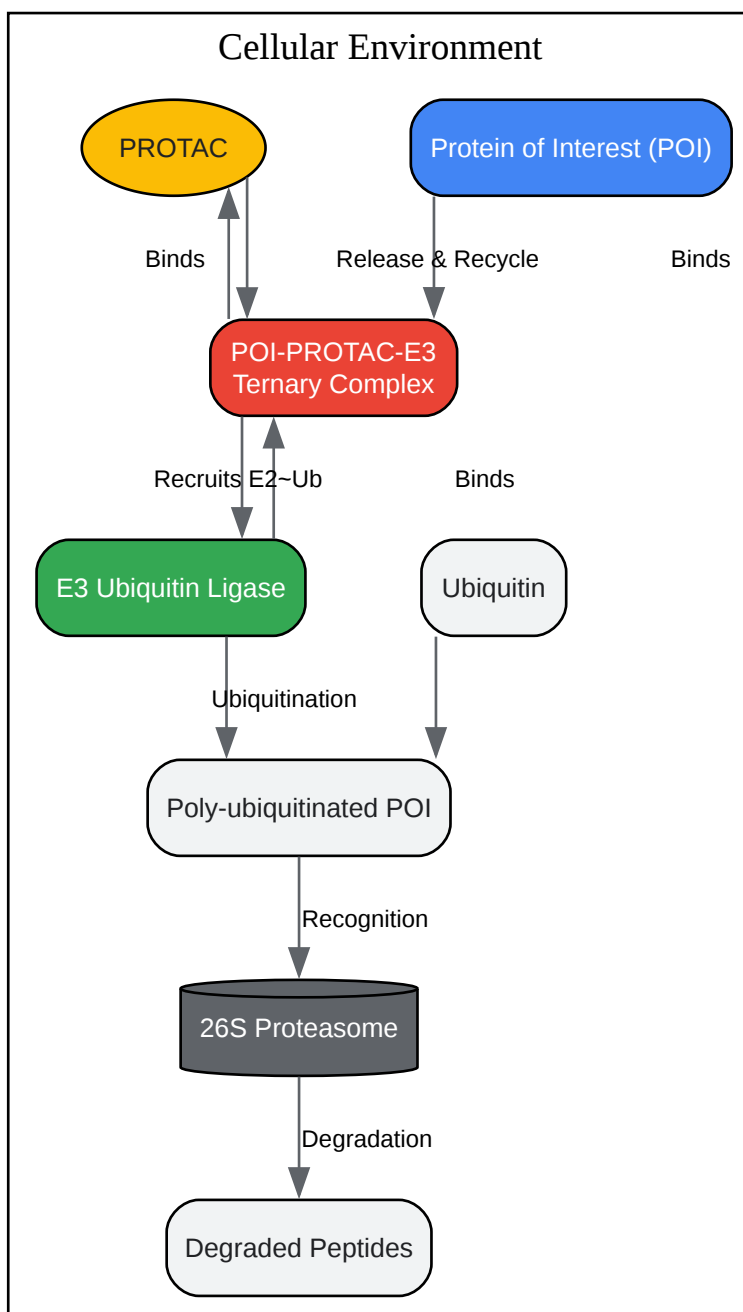 Cellular Environment
PROTAC
Protein of Interest (POI)
Binds
Release & Recycle
Binds
POI-PROTAC-E3
Ternary Complex
Recruits E2~Ub
Binds
E3 Ubiquitin Ligase
Ubiquitin
Ubiquitination
Poly-ubiquitinated POI
Recognition
26S Proteasome
Degradation
Degraded Peptides